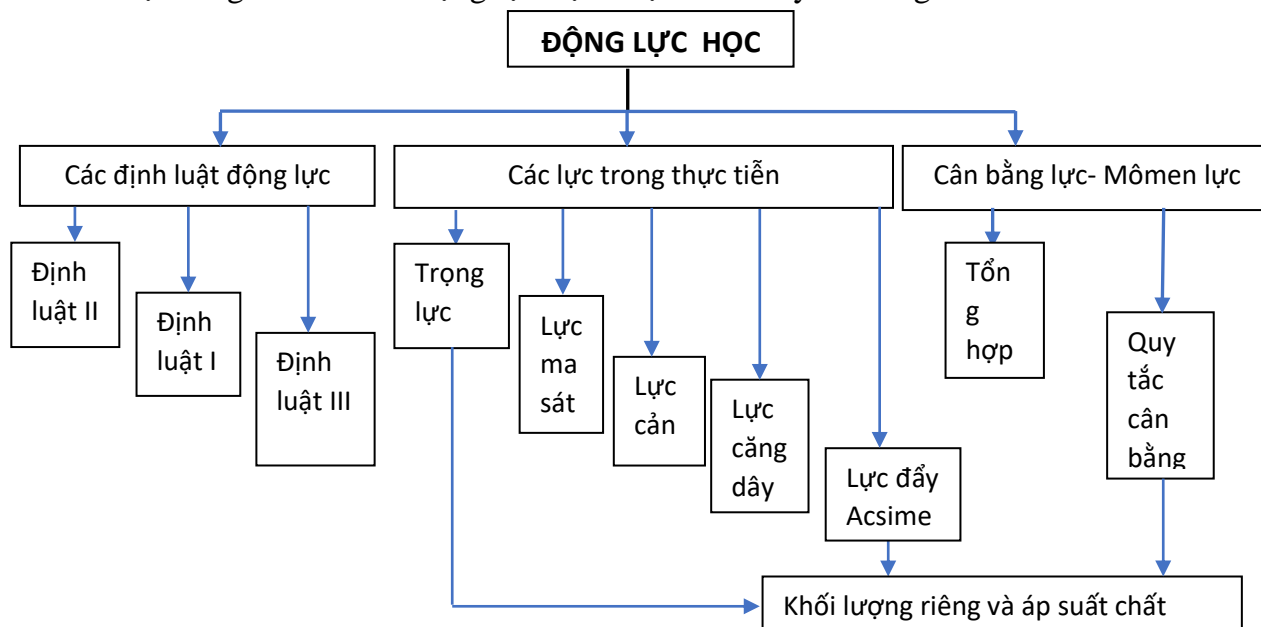 ĐỘNG LỰC HỌC
Các định luật động lực
Các lực trong thực tiễn
Cân bằng lực- Mômen lực
Định
luật II
Định
luật I
Định
luật III
Trọng
lực
Lực
ma
sát
Lực
cản
Lực
căng
dây
Lực đẩy
Acsime
Tổn
g
hợp
Quy
tắc
cân
bằng
Khối lượng riêng và áp suất chất